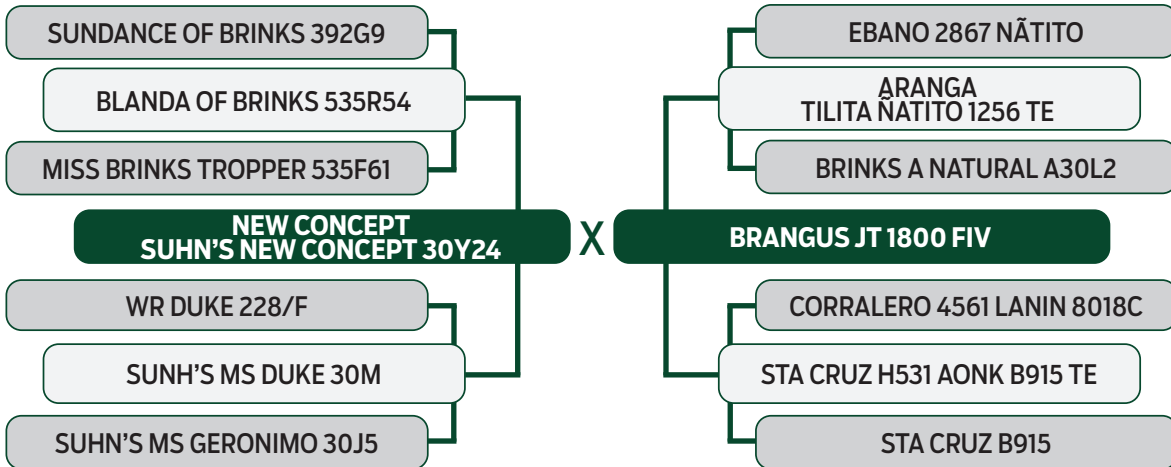 SUNDANCE OF BRINKS 392G9
EBANO 2867 NÃTITO
BLANDA OF BRINKS 535R54
ARANGA
TILITA ÑATITO 1256 TE
MISS BRINKS TROPPER 535F61
BRINKS A NATURAL A30L2
NEW CONCEPT
SUHN'S NEW CONCEPT 30Y24
X
BRANGUS JT 1800 FIV
WR DUKE 228/F
CORRALERO 4561 LANIN 8018C
SUNH'S MS DUKE 30M
STA CRUZ H531 AONK B915 TE
SUHN'S MS GERONIMO 30J5
STA CRUZ B915